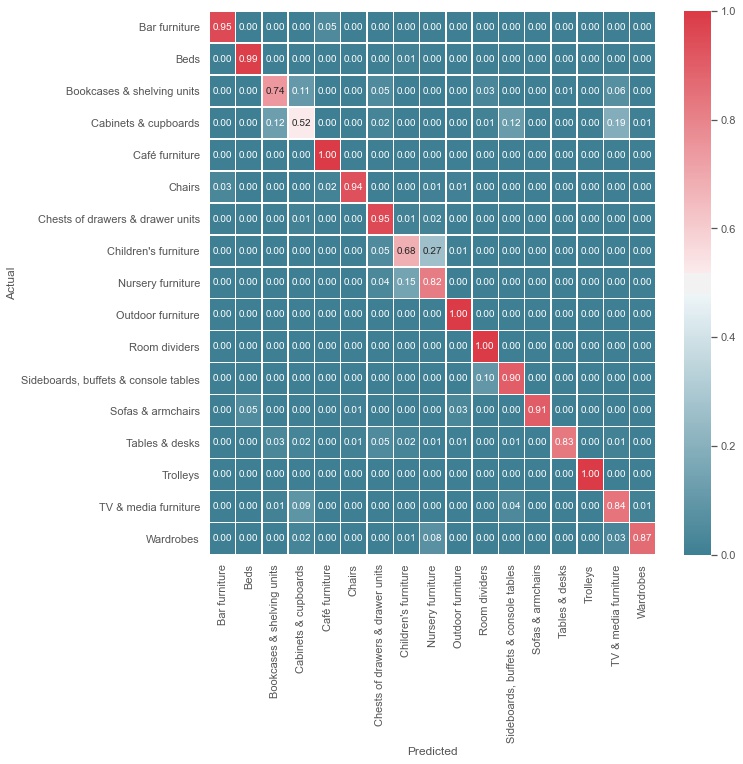 Bar furniture 0.95 0.00 0.00 0.00 0.05 0.00 0.00 0.00 0.00 0.00 0.00 0.00 0.00 0.00 0.00 0.00 0.00
Beds 0.00 0.99 0.00 0.00 0.00 0.00 0.00 0.01 0.00 0.00 0.00 0.00 0.00 0.00 0.00 0.00 0.00
Bookcases & shelving units 0.00 0.00 0.74 0.11 0.00 0.00 0.05 0.00 0.00 0.00 0.03 0.00 0.00 0.01 0.00 0.06 0.00
Cabinets & cupboards 0.00 0.00 0.12 0.52 0.00 0.00 0.02 0.00 0.00 0.00 0.01 0.12 0.00 0.00 0.00 0.19 0.01
Café furniture 0.00 0.00 0.00 0.00 1.00 0.00 0.00 0.00 0.00 0.00 0.00 0.00 0.00 0.00 0.00 0.00 0.00
Chairs 0.03 0.00 0.00 0.00 0.02 0.94 0.00 0.00 0.01 0.01 0.00 0.00 0.00 0.00 0.00 0.00 0.00
Chests of drawers & drawer units 0.00 0.00 0.00 0.01 0.00 0.00 0.95 0.01 0.02 0.00 0.00 0.00 0.00 0.00 0.00 0.00 0.00
Children's furniture 0.00 0.00 0.00 0.00 0.00 0.00 0.05 0.68 0.27 0.01 0.00 0.00 0.00 0.00 0.00 0.00 0.00
Nursery furniture 0.00 0.00 0.00 0.00 0.00 0.00 0.04 0.15 0.82 0.00 0.00 0.00 0.00 0.00 0.00 0.00 0.00
Outdoor furniture 0.00 0.00 0.00 0.00 0.00 0.00 0.00 0.00 0.00 1.00 0.00 0.00 0.00 0.00 0.00 0.00 0.00
Room dividers 0.00 0.00 0.00 0.00 0.00 0.00 0.00 0.00 0.00 0.00 1.00 0.00 0.00 0.00 0.00 0.00 0.00
Sideboards, buffets & console tables 0.00 0.00 0.00 0.00 0.00 0.00 0.00 0.00 0.00 0.00 0.10 0.90 0.00 0.00 0.00 0.00 0.00
Sofas & armchairs 0.00 0.05 0.00 0.00 0.00 0.01 0.00 0.00 0.00 0.03 0.00 0.00 0.91 0.00 0.00 0.00 0.00
Tables & desks 0.00 0.00 0.03 0.02 0.00 0.01 0.05 0.02 0.01 0.01 0.00 0.01 0.00 0.83 0.00 0.01 0.00
Trolleys 0.00 0.00 0.00 0.00 0.00 0.00 0.00 0.00 0.00 0.00 0.00 0.00 0.00 0.00 1.00 0.00 0.00
TV & media furniture 0.00 0.00 0.01 0.09 0.00 0.00 0.00 0.00 0.00 0.00 0.00 0.04 0.00 0.00 0.00 0.84 0.01
Wardrobes 0.00 0.00 0.00 0.02 0.00 0.00 0.00 0.01 0.08 0.00 0.00 0.00 0.00 0.00 0.00 0.03 0.87
Actual
Bar furniture
Beds
Bookcases & shelving units
Cabinets & cupboards
Café furniture
Chairs
Chests of drawers & drawer units
Children's furniture
Nursery furniture
Outdoor furniture
Room dividers
Sideboards, buffets & console tables
Sofas & armchairs
Tables & desks
Trolleys
TV & media furniture
Wardrobes
Predicted
1.0
0.8
0.6
0.4
0.2
0.0